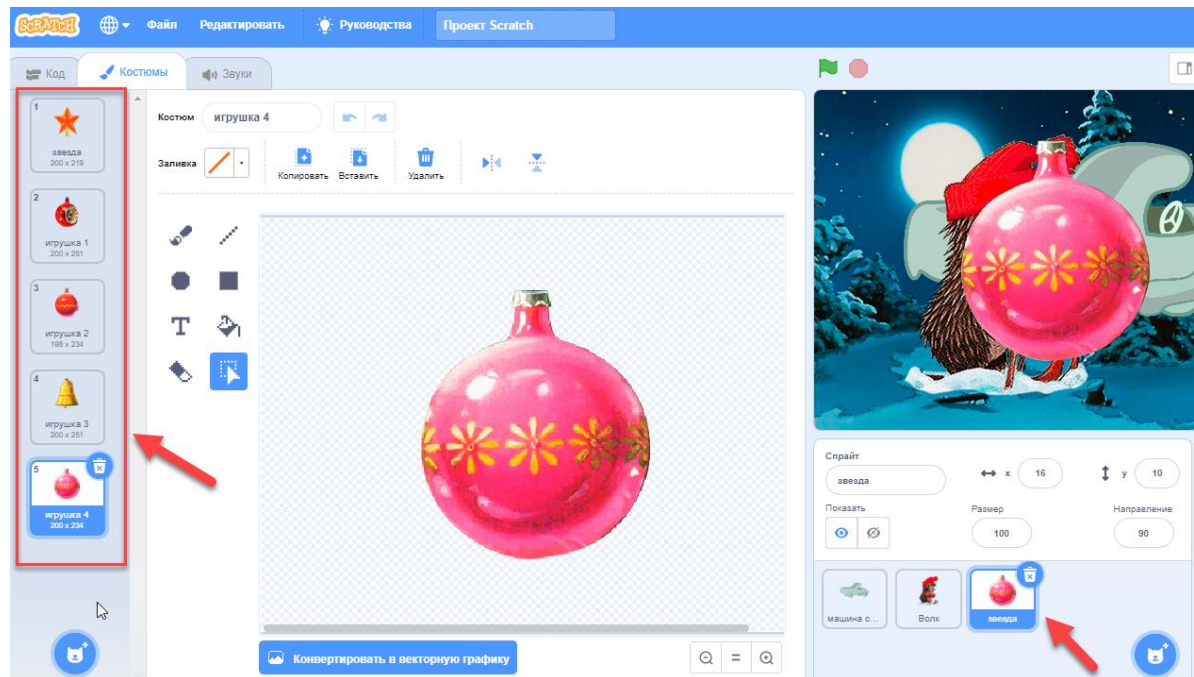 SCRATCH Файл Редактировать Руководства Проект Scratch
Код Костюмы Звуки
1
звезда
200 x 219
2
игрушка 1
200 x 251
3
игрушка 2
198 x 234
4
игрушка 3
200 x 251
5
игрушка 4
200 x 234
Костюм игрушка 4
Заливка
Копировать Вставить Удалить
T
Конвертировать в векторную графику
=
Спрайт
звезда x 16 y 10
Показать Размер Направление
100 90
машина с... Волк звезда